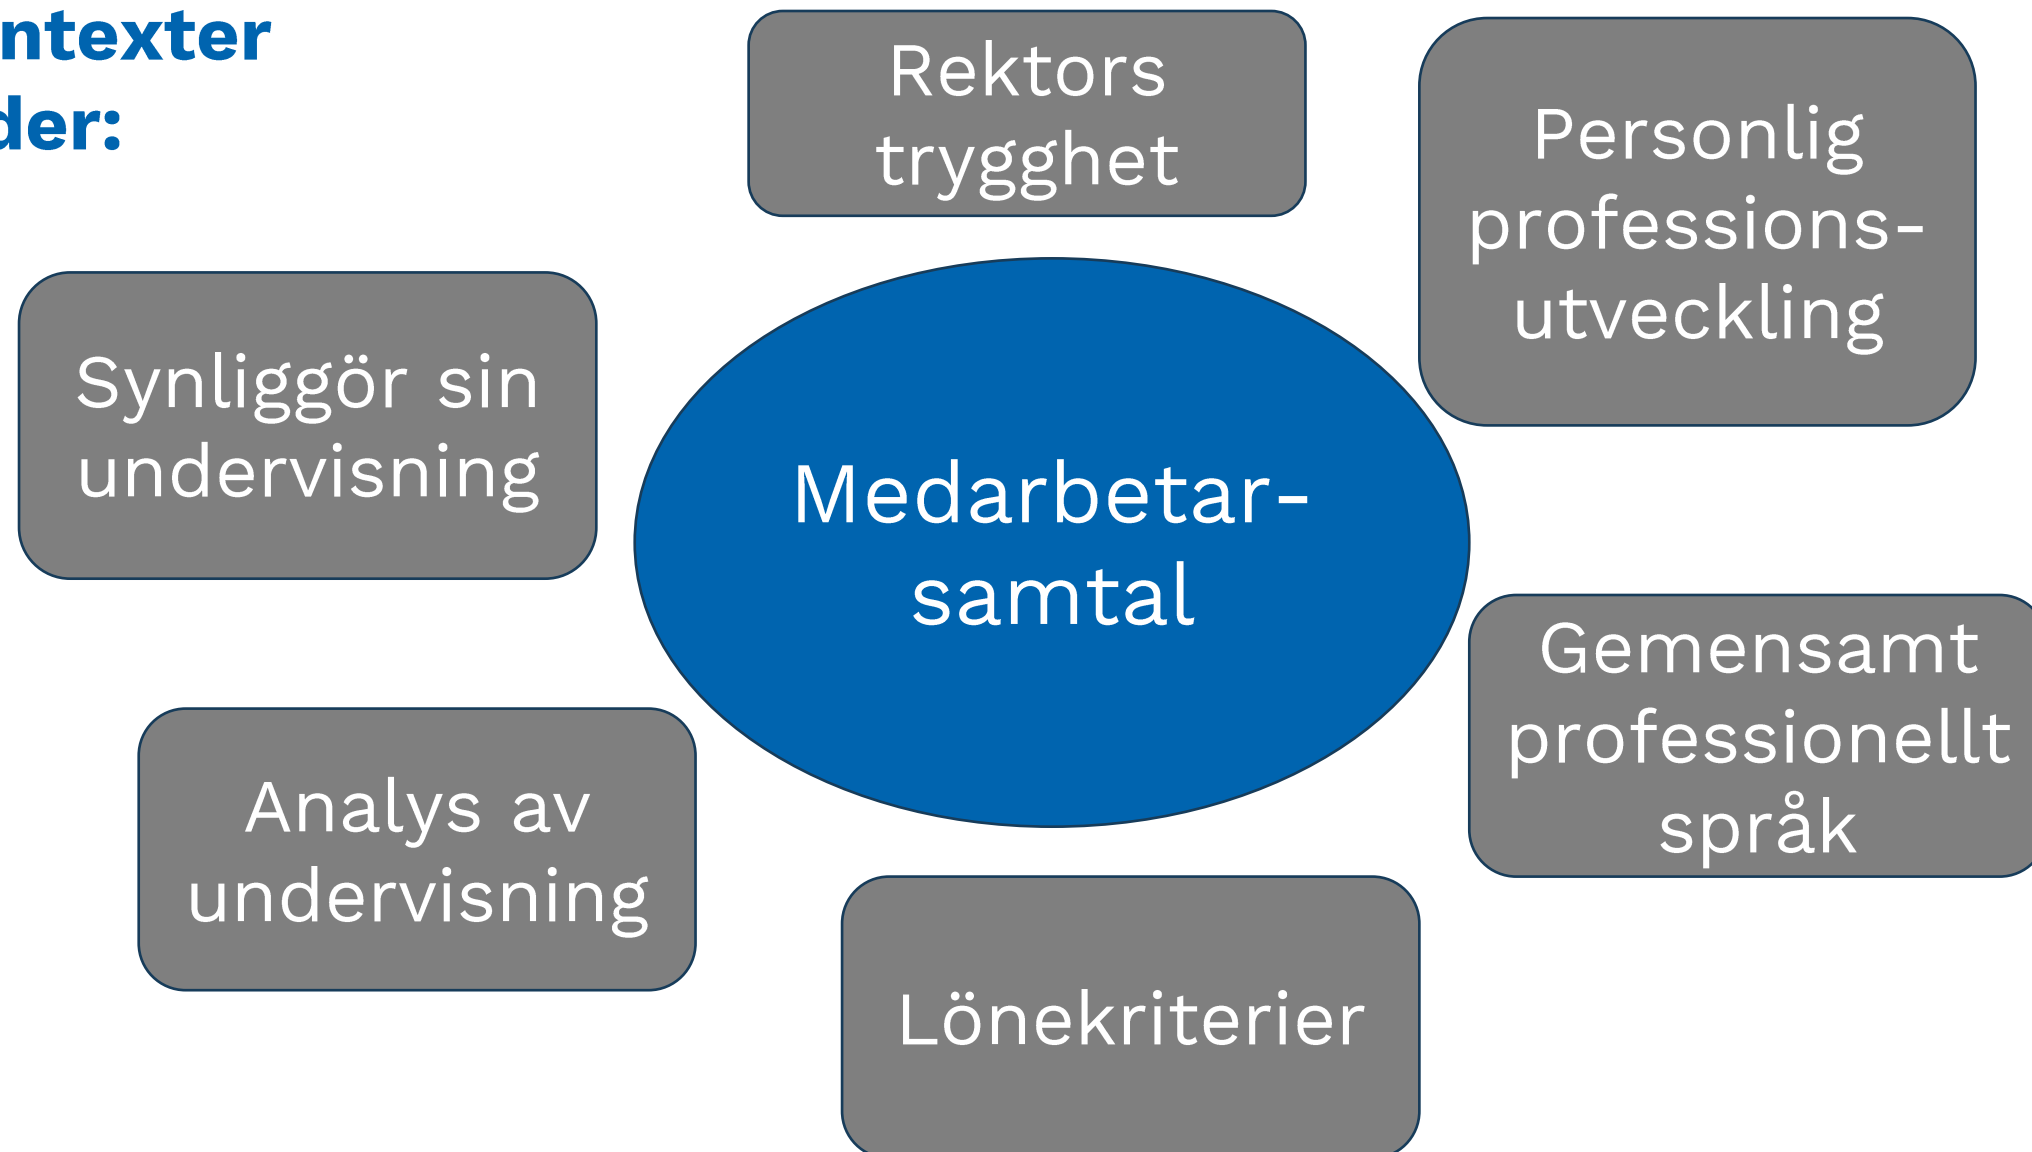 ntexter
der:
Rektors
trygghet
Personlig
professions-
utveckling
Synliggör sin
undervisning
Medarbetar-
samtal
Gemensamt
professionellt
språk
Analys av
undervisning
Lönekriterier